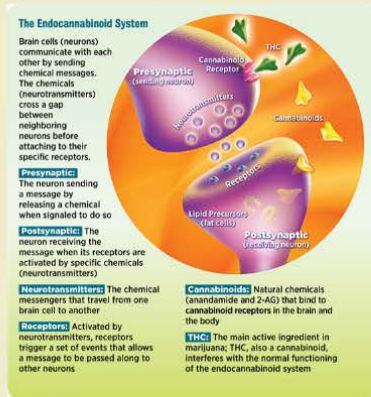 The Endocannabinoid System
Brain cells (neurons)
communicate with each
other by sending
chemical messages.
The chemicals
(neurotransmitters)
cross a gap
between
neighboring
neurons before
attaching to their
specific receptors.
Presynaptic:
The neuron sending
a message by
releasing a chemical
when signaled to do so
Postsynaptic: The
neuron receiving the
message when its receptors are
activated by specific chemicals
(neurotransmitters)
Neurotransmitters: The chemical
messengers that travel from one
brain cell to another
Receptors: Activated by
neurotransmitters, receptors
trigger a set of events that allows
a message to be passed along to
other neurons
THC
Cannabinoid
Receptor
Presynaptic
(sending neuron)
Neurotransmitters
Cannabinoids
Receptors
Lipid Precursors
(fat cells)
Postsynaptic
(receiving neuron)
Cannabinoids: Natural chemicals
(anandamide and 2-AG) that bind to
cannabinoid receptors in the brain and
the body
THC: The main active ingredient in
marijuana; THC, also a cannabinoid,
interferes with the normal functioning
of the endocannabinoid system